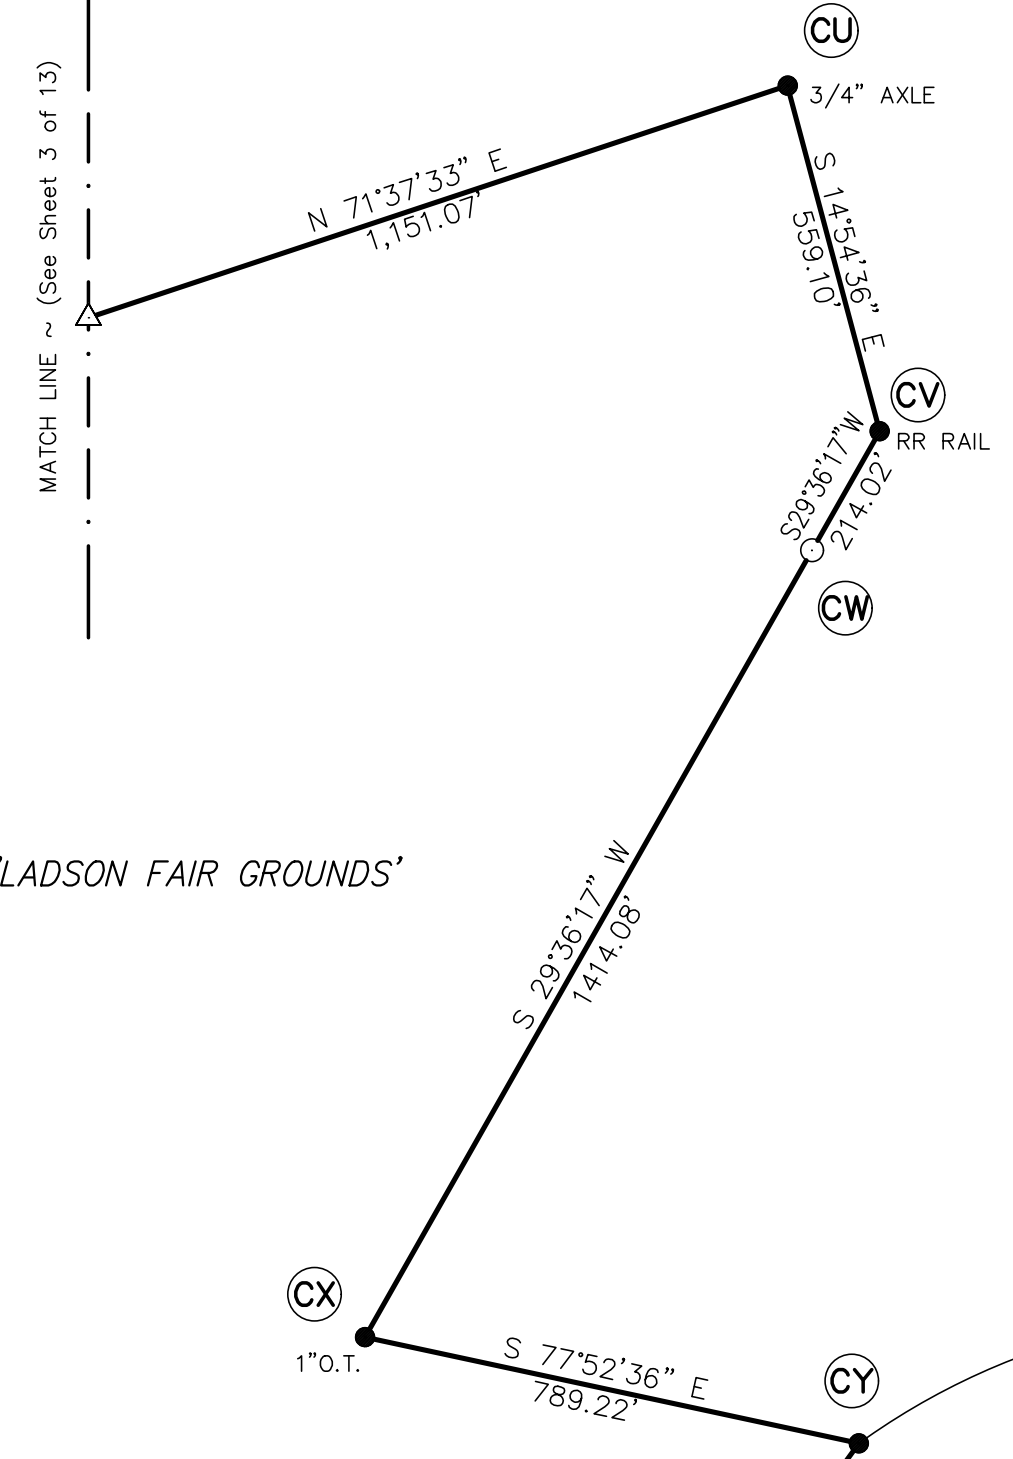 CU
3/4” AXLE
MATCH LINE ~ (See Sheet 3 of 13)
N 71°37'33” E
1,151.07'
S 14°54'36” E
559.10'
CV
RR RAIL
S29°36'17”W
214.02'
CW
'LADSON FAIR GROUNDS'
S 29°36'17” W
1414.08'
CX
1”O.T.
S 77°52'36” E
789.22'
CY